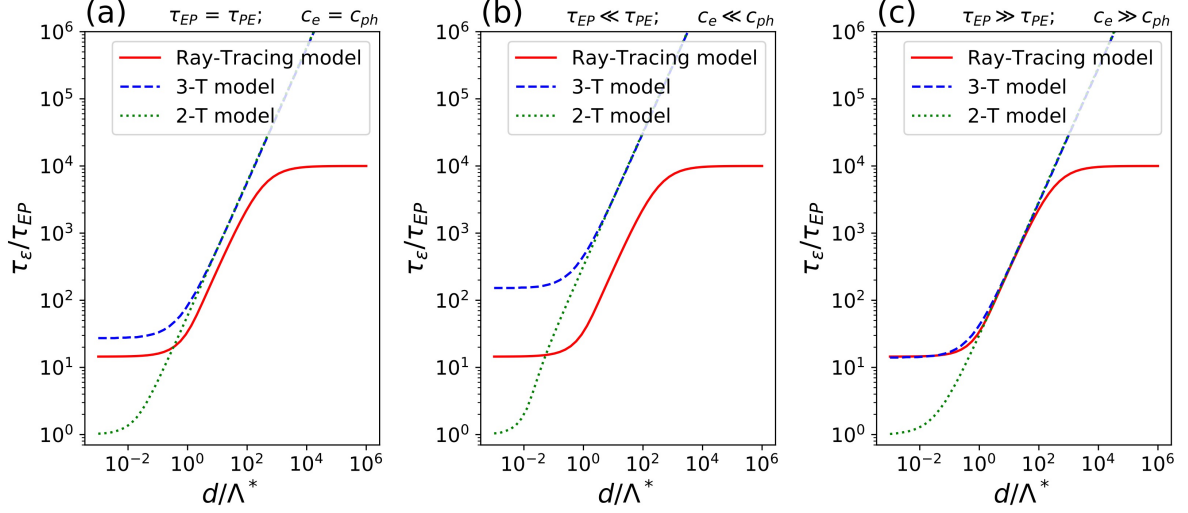 (a) τ_EP = τ_PE; c_e = c_ph
10^6
10^5
10^4
10^3
10^2
10^1
10^0
τ_ε/τ_EP
Ray-Tracing model
3-T model
2-T model
10^−2 10^0 10^2 10^4 10^6
d/Λ^*
(b) τ_EP ≪ τ_PE; c_e ≪ c_ph
10^6
10^5
10^4
10^3
10^2
10^1
10^0
τ_ε/τ_EP
Ray-Tracing model
3-T model
2-T model
10^−2 10^0 10^2 10^4 10^6
d/Λ^*
(c) τ_EP ≫ τ_PE; c_e ≫ c_ph
10^6
10^5
10^4
10^3
10^2
10^1
10^0
τ_ε/τ_EP
Ray-Tracing model
3-T model
2-T model
10^−2 10^0 10^2 10^4 10^6
d/Λ^*